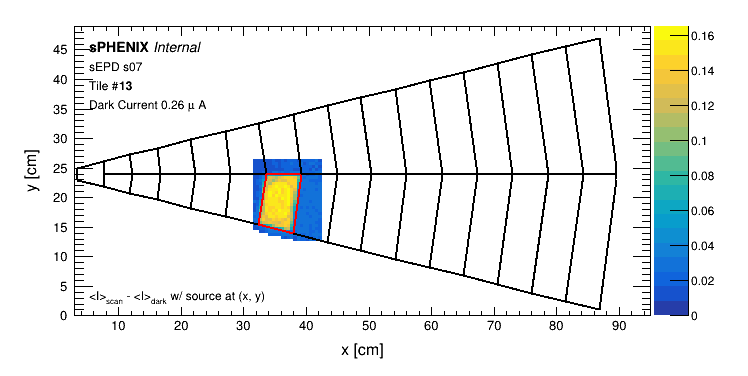 sPHENIX Internal
sEPD s07
Tile #13
Dark Current 0.26 μ A
<I>scan - <I>dark w/ source at (x, y)
y [cm]
45
40
35
30
25
20
15
10
5
0
10 20 30 40 50 60 70 80 90
x [cm]
0.16
0.14
0.12
0.1
0.08
0.06
0.04
0.02
0